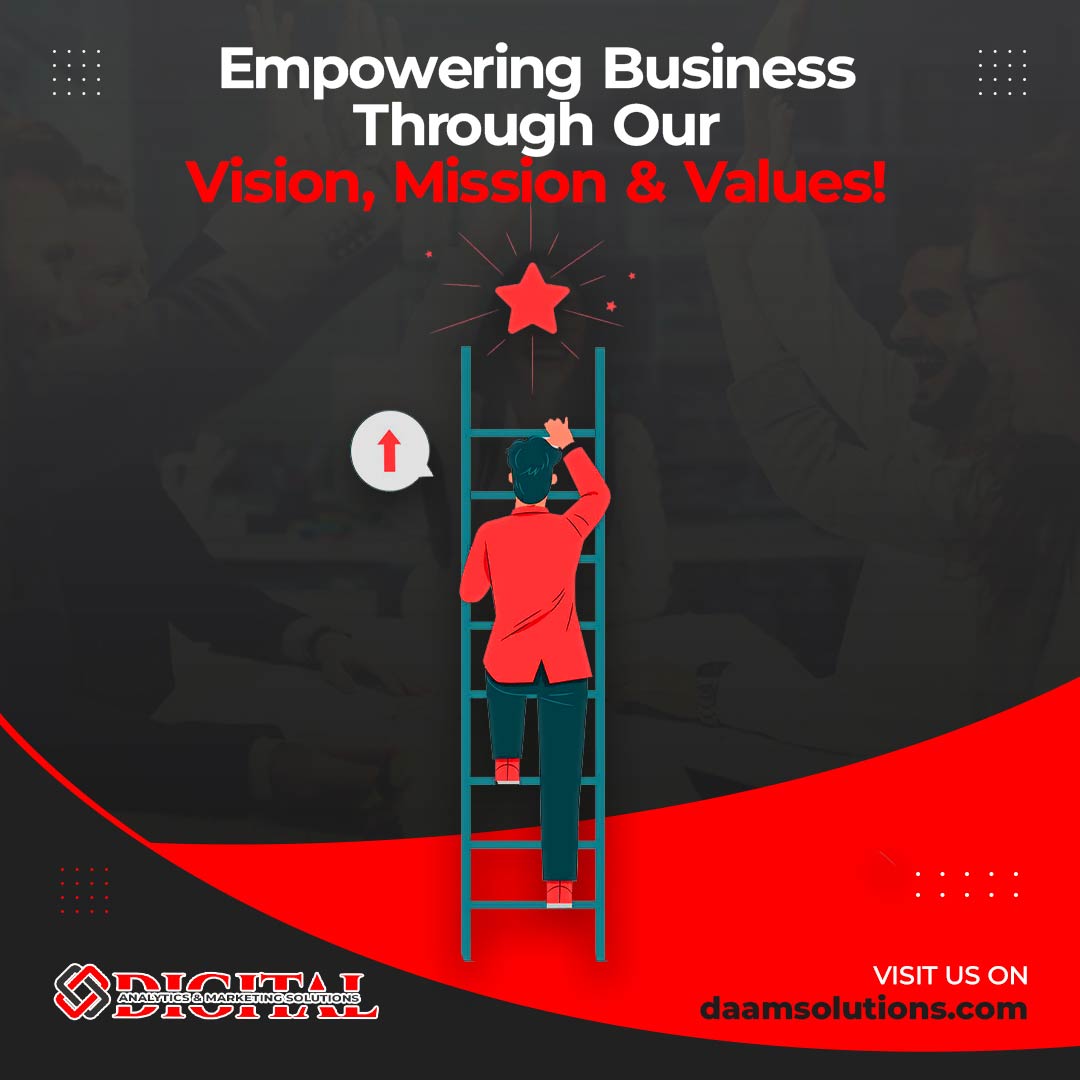 Empowering Business
Through Our
Vision, Mission & Values!
DIGITAL
ANALYTICS & MARKETING SOLUTIONS
VISIT US ON
daamsolutions.com